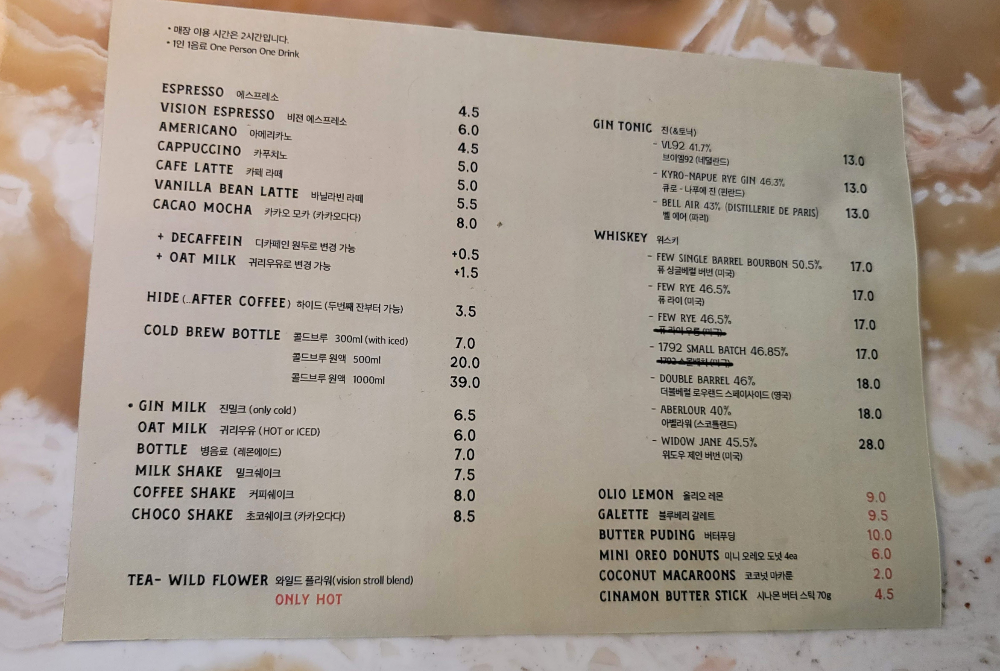 • 매장 이용 시간은 2시간입니다.
• 1인 1음료 One Person One Drink
ESPRESSO 에스프레소 4.5
VISION ESPRESSO 비전 에스프레소 6.0
AMERICANO 아메리카노 4.5
CAPPUCCINO 카푸치노 5.0
CAFE LATTE 카페 라떼 5.0
VANILLA BEAN LATTE 바닐라빈 라떼 5.5
CACAO MOCHA 카카오 모카 (카카오다다) 8.0
+ DECAFFEIN 디카페인 원두로 변경 가능 +0.5
+ OAT MILK 귀리우유로 변경 가능 +1.5
HIDE (..AFTER COFFEE) 하이드 (두번째 잔부터 가능) 3.5
COLD BREW BOTTLE 콜드브루 300ml (with iced) 7.0
콜드브루 원액 500ml 20.0
콜드브루 원액 1000ml 39.0
• GIN MILK 진밀크 (only cold) 6.5
OAT MILK 귀리우유 (HOT or ICED) 6.0
BOTTLE 병음료 (레몬에이드) 7.0
MILK SHAKE 밀크쉐이크 7.5
COFFEE SHAKE 커피쉐이크 8.0
CHOCO SHAKE 초코쉐이크 (카카오다다) 8.5
TEA- WILD FLOWER 와일드 플라워(vision stroll blend)
ONLY HOT
GIN TONIC 진(&토닉)
- VL92 41.7% 13.0
브이엘92 (네덜란드)
- KYRO-NAPUE RYE GIN 46.3% 13.0
큐로 - 나푸에 진 (핀란드)
- BELL AIR 43% (DISTILLERIE DE PARIS) 13.0
벨 에어 (파리)
WHISKEY 위스키
- FEW SINGLE BARREL BOURBON 50.5% 17.0
퓨 싱글베럴 버번 (미국)
- FEW RYE 46.5% 17.0
퓨 라이 (미국)
- FEW RYE 46.5% 17.0
- 1792 SMALL BATCH 46.85% 17.0
- DOUBLE BARREL 46% 18.0
더블베럴 로우랜드 스페이사이드 (영국)
- ABERLOUR 40% 18.0
아벨라워 (스코틀랜드)
- WIDOW JANE 45.5% 28.0
위도우 제인 버번 (미국)
OLIO LEMON 올리오 레몬 9.0
GALETTE 블루베리 갈레트 9.5
BUTTER PUDING 버터푸딩 10.0
MINI OREO DONUTS 미니 오레오 도넛 4ea 6.0
COCONUT MACAROONS 코코넛 마카룬 2.0
CINAMON BUTTER STICK 시나몬 버터 스틱 70g 4.5